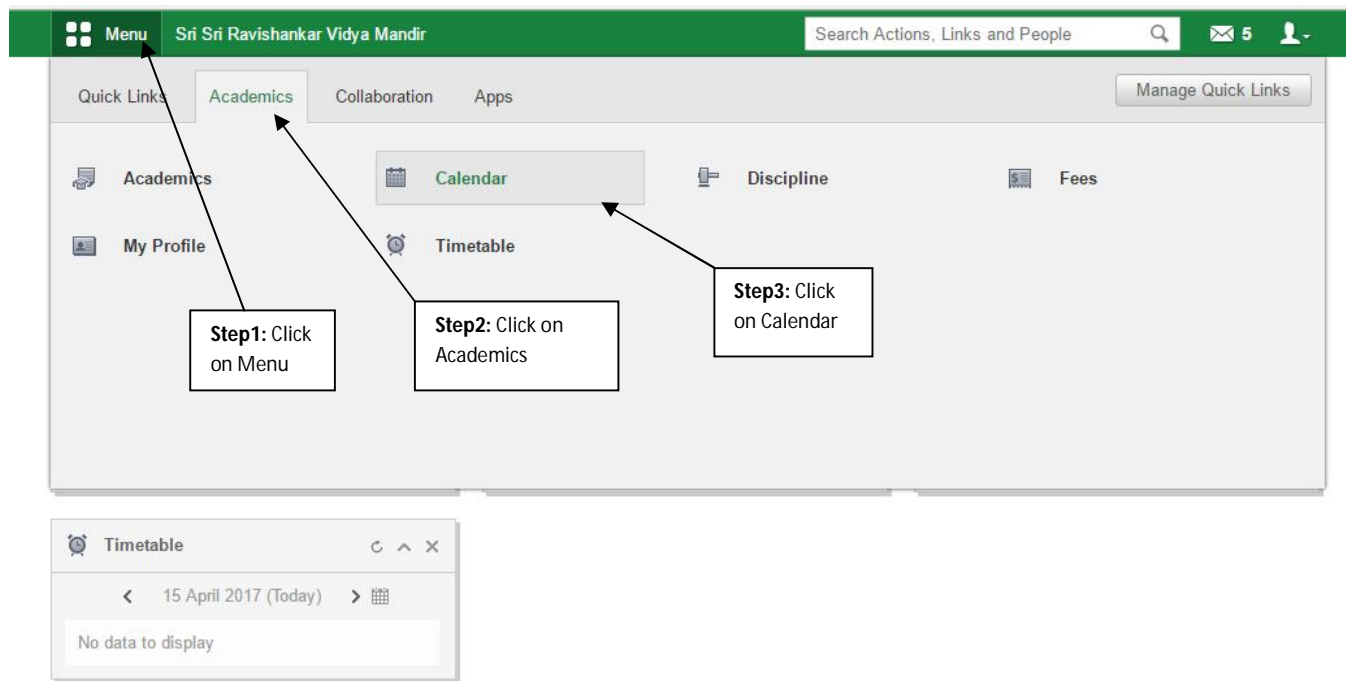 Menu Sri Sri Ravishankar Vidya Mandir Search Actions, Links and People 5
Quick Links Academics Collaboration Apps Manage Quick Links
Academics Calendar Discipline Fees
My Profile Timetable
Step1: Click
on Menu
Step2: Click on
Academics
Step3: Click
on Calendar
Timetable
15 April 2017 (Today)
No data to display